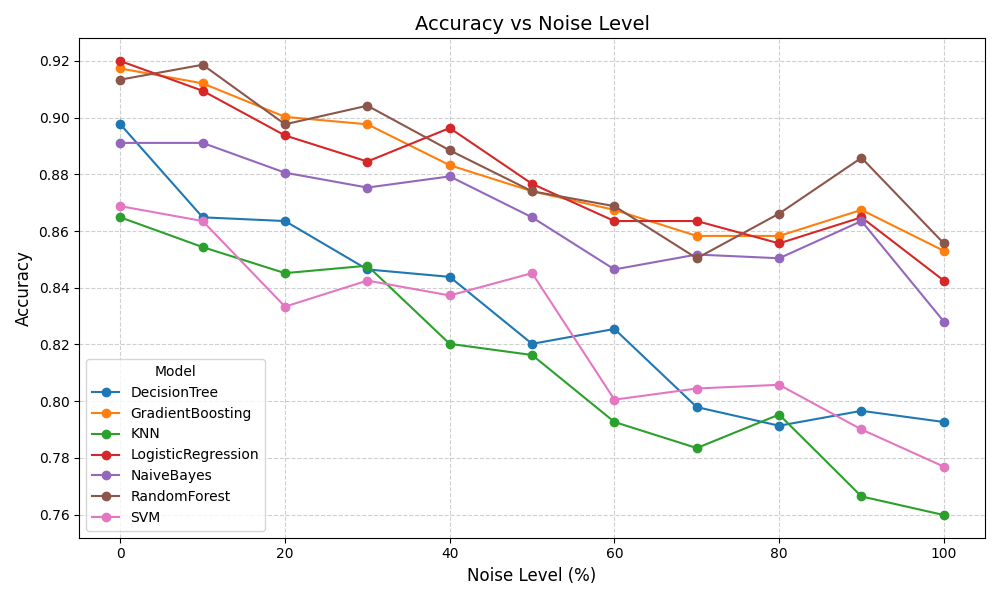 Accuracy vs Noise Level
Accuracy
0.92
0.90
0.88
0.86
0.84
0.82
0.80
0.78
0.76
Model
DecisionTree
GradientBoosting
KNN
LogisticRegression
NaiveBayes
RandomForest
SVM
0 20 40 60 80 100
Noise Level (%)